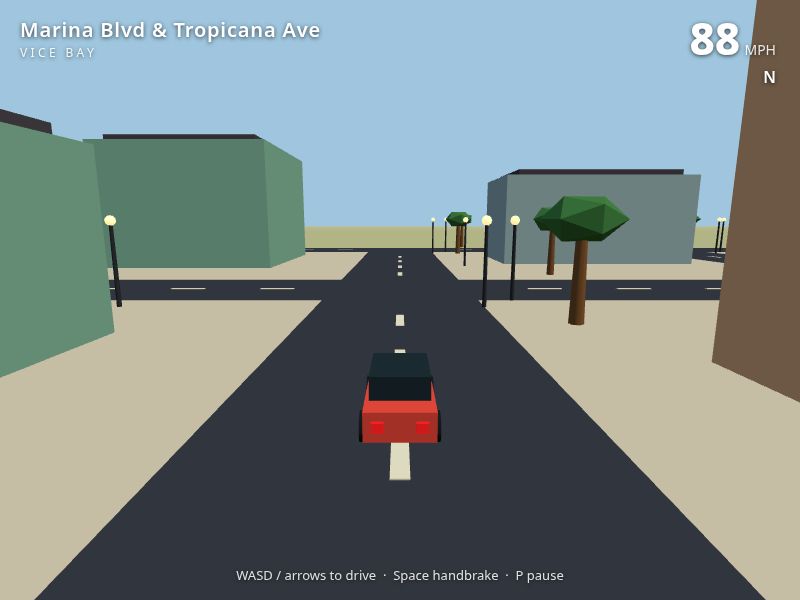 Marina Blvd & Tropicana Ave
VICE BAY
88 MPH
N
WASD / arrows to drive · Space handbrake · P pause